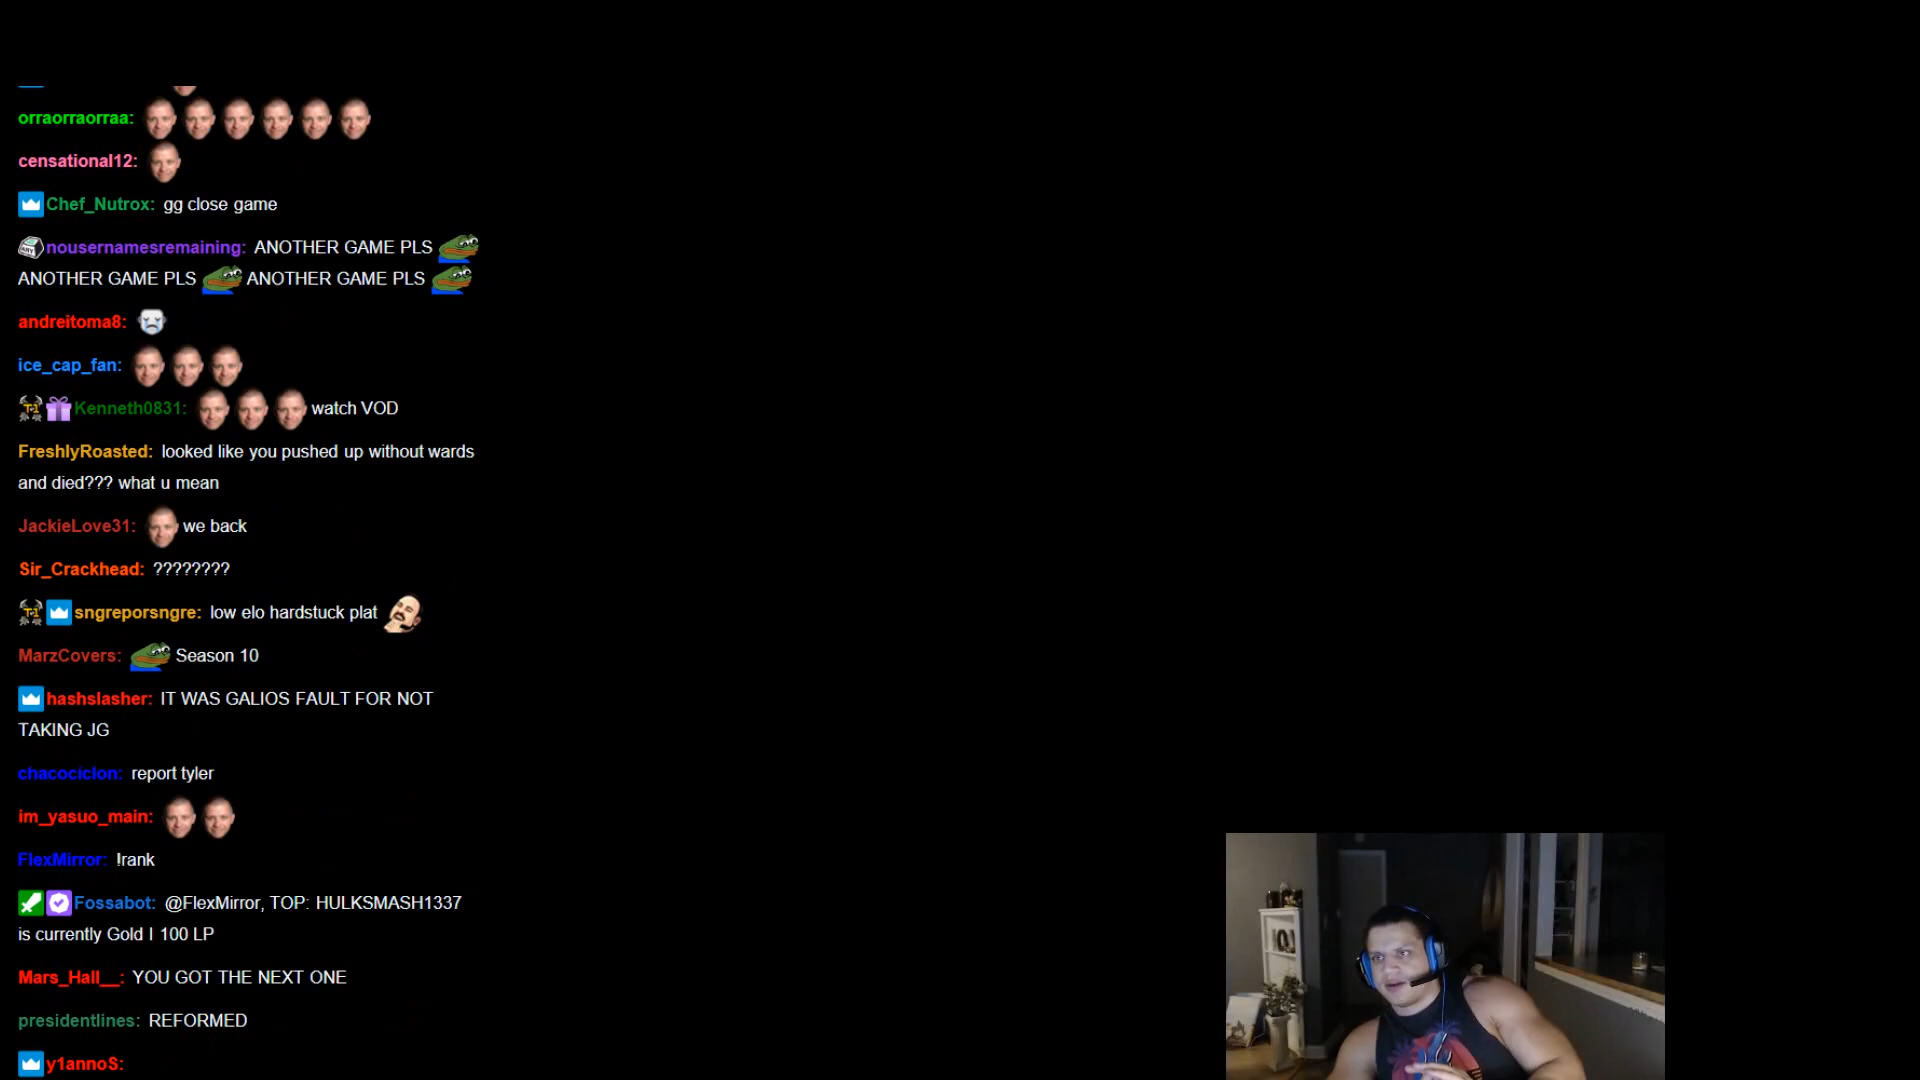 orraorraorraa:
censational12:
Chef_Nutrox: gg close game
nousernamesremaining: ANOTHER GAME PLS
ANOTHER GAME PLS ANOTHER GAME PLS
andreitoma8:
ice_cap_fan:
Kenneth0831: watch VOD
FreshlyRoasted: looked like you pushed up without wards
and died??? what u mean
JackieLove31: we back
Sir_Crackhead: ????????
sngreporsngre: low elo hardstuck plat
MarzCovers: Season 10
hashslasher: IT WAS GALIOS FAULT FOR NOT
TAKING JG
chacociclon: report tyler
im_yasuo_main:
FlexMirror: !rank
Fossabot: @FlexMirror, TOP: HULKSMASH1337
is currently Gold I 100 LP
Mars_Hall__: YOU GOT THE NEXT ONE
presidentlines: REFORMED
y1annoS: